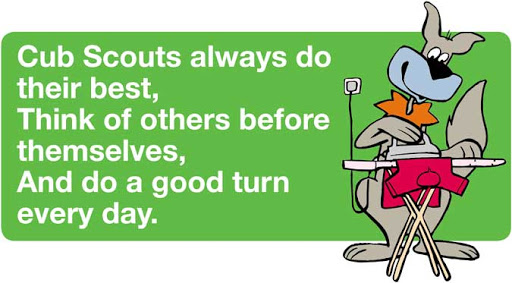 Cub Scouts always do
their best,
Think of others before
themselves,
And do a good turn
every day.